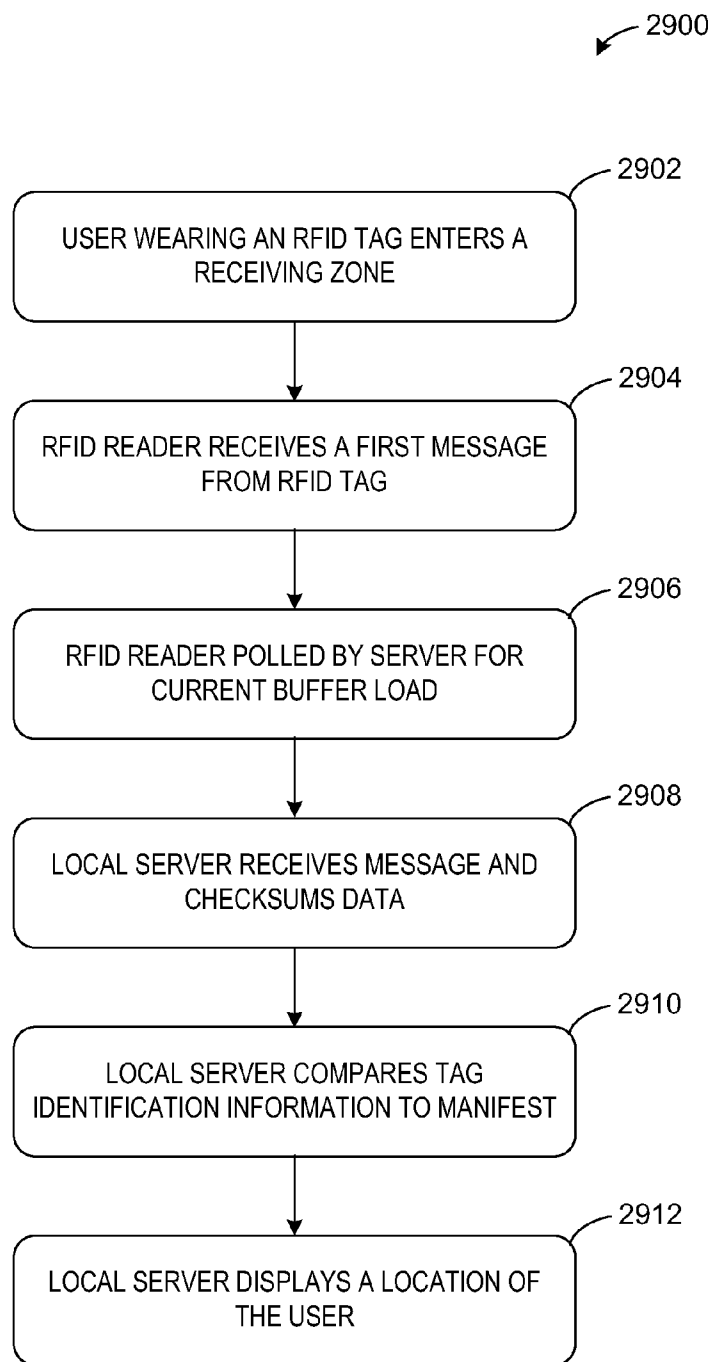 2900
2902
USER WEARING AN RFID TAG ENTERS A
RECEIVING ZONE
2904
RFID READER RECEIVES A FIRST MESSAGE
FROM RFID TAG
2906
RFID READER POLLED BY SERVER FOR
CURRENT BUFFER LOAD
2908
LOCAL SERVER RECEIVES MESSAGE AND
CHECKSUMS DATA
2910
LOCAL SERVER COMPARES TAG
IDENTIFICATION INFORMATION TO MANIFEST
2912
LOCAL SERVER DISPLAYS A LOCATION OF
THE USER